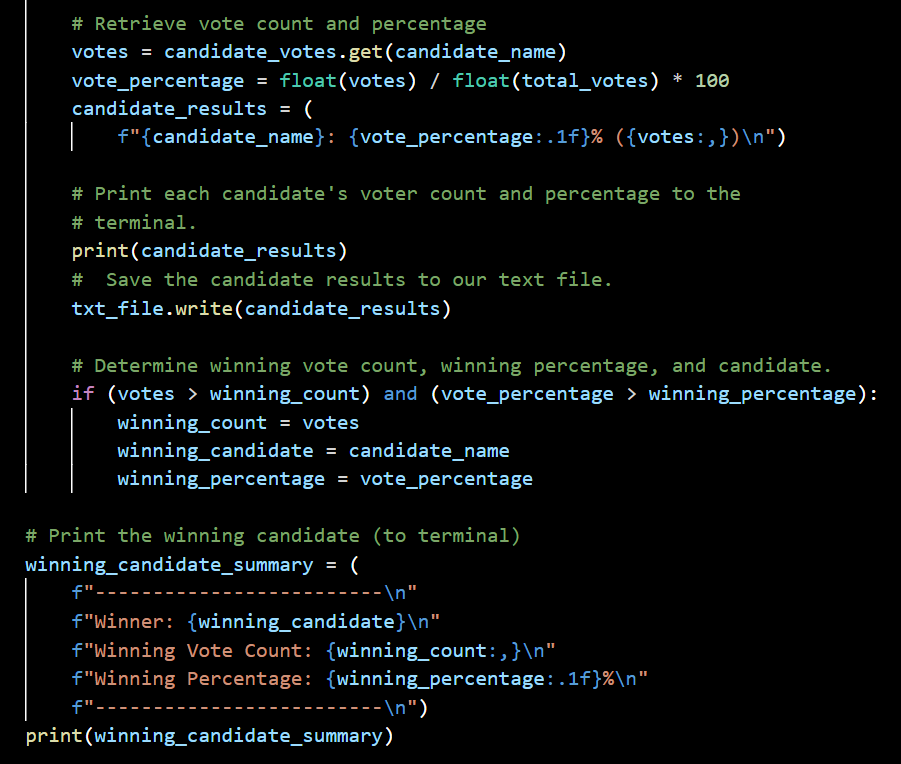 # Retrieve vote count and percentage
votes = candidate_votes.get(candidate_name)
vote_percentage = float(votes) / float(total_votes) * 100
candidate_results = (
f"{candidate_name}: {vote_percentage:.1f}% ({votes:,})\n")
# Print each candidate's voter count and percentage to the
# terminal.
print(candidate_results)
#  Save the candidate results to our text file.
txt_file.write(candidate_results)
# Determine winning vote count, winning percentage, and candidate.
if (votes > winning_count) and (vote_percentage > winning_percentage):
winning_count = votes
winning_candidate = candidate_name
winning_percentage = vote_percentage
# Print the winning candidate (to terminal)
winning_candidate_summary = (
f"-------------------------\n"
f"Winner: {winning_candidate}\n"
f"Winning Vote Count: {winning_count:,}\n"
f"Winning Percentage: {winning_percentage:.1f}%\n"
f"-------------------------\n")
print(winning_candidate_summary)